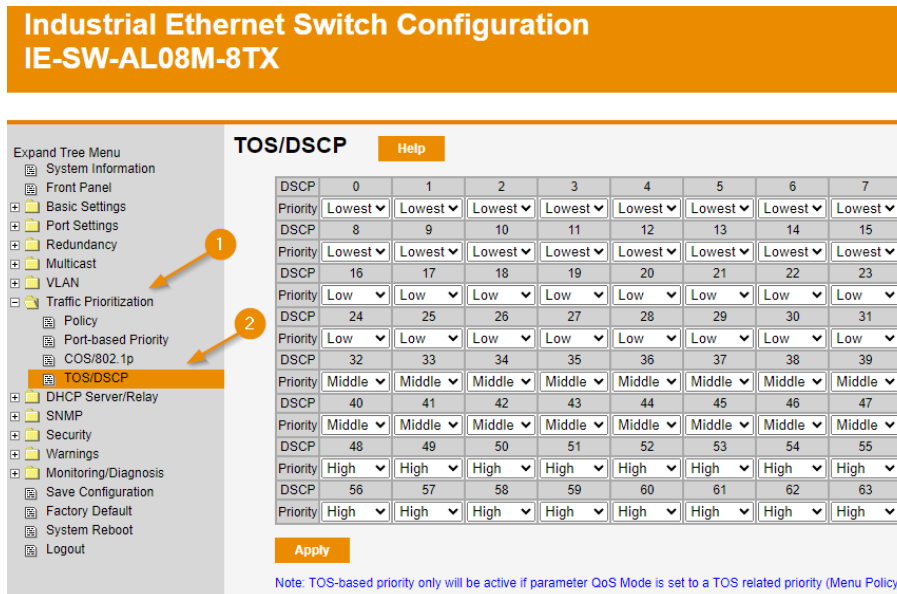 Industrial Ethernet Switch Configuration
IE-SW-AL08M-8TX
Expand Tree Menu
System Information
Front Panel
Basic Settings
Port Settings
Redundancy
Multicast
VLAN
Traffic Prioritization
Policy
Port-based Priority
COS/802.1p
TOS/DSCP
DHCP Server/Relay
SNMP
Security
Warnings
Monitoring/Diagnosis
Save Configuration
Factory Default
System Reboot
Logout
1
2
TOS/DSCP Help
DSCP 0 1 2 3 4 5 6 7
Priority Lowest Lowest Lowest Lowest Lowest Lowest Lowest Lowest
DSCP 8 9 10 11 12 13 14 15
Priority Lowest Lowest Lowest Lowest Lowest Lowest Lowest Lowest
DSCP 16 17 18 19 20 21 22 23
Priority Low Low Low Low Low Low Low Low
DSCP 24 25 26 27 28 29 30 31
Priority Low Low Low Low Low Low Low Low
DSCP 32 33 34 35 36 37 38 39
Priority Middle Middle Middle Middle Middle Middle Middle Middle
DSCP 40 41 42 43 44 45 46 47
Priority Middle Middle Middle Middle Middle Middle Middle Middle
DSCP 48 49 50 51 52 53 54 55
Priority High High High High High High High High
DSCP 56 57 58 59 60 61 62 63
Priority High High High High High High High High
Apply
Note: TOS-based priority only will be active if parameter QoS Mode is set to a TOS related priority (Menu Policy